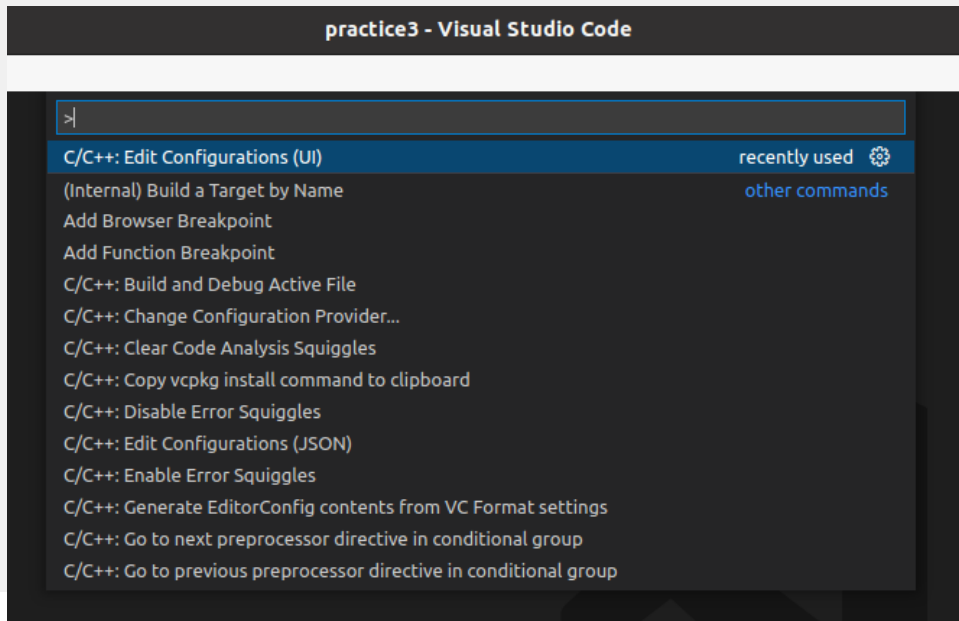 practice3 - Visual Studio Code
>
C/C++: Edit Configurations (UI) recently used
(Internal) Build a Target by Name other commands
Add Browser Breakpoint
Add Function Breakpoint
C/C++: Build and Debug Active File
C/C++: Change Configuration Provider...
C/C++: Clear Code Analysis Squiggles
C/C++: Copy vcpkg install command to clipboard
C/C++: Disable Error Squiggles
C/C++: Edit Configurations (JSON)
C/C++: Enable Error Squiggles
C/C++: Generate EditorConfig contents from VC Format settings
C/C++: Go to next preprocessor directive in conditional group
C/C++: Go to previous preprocessor directive in conditional group